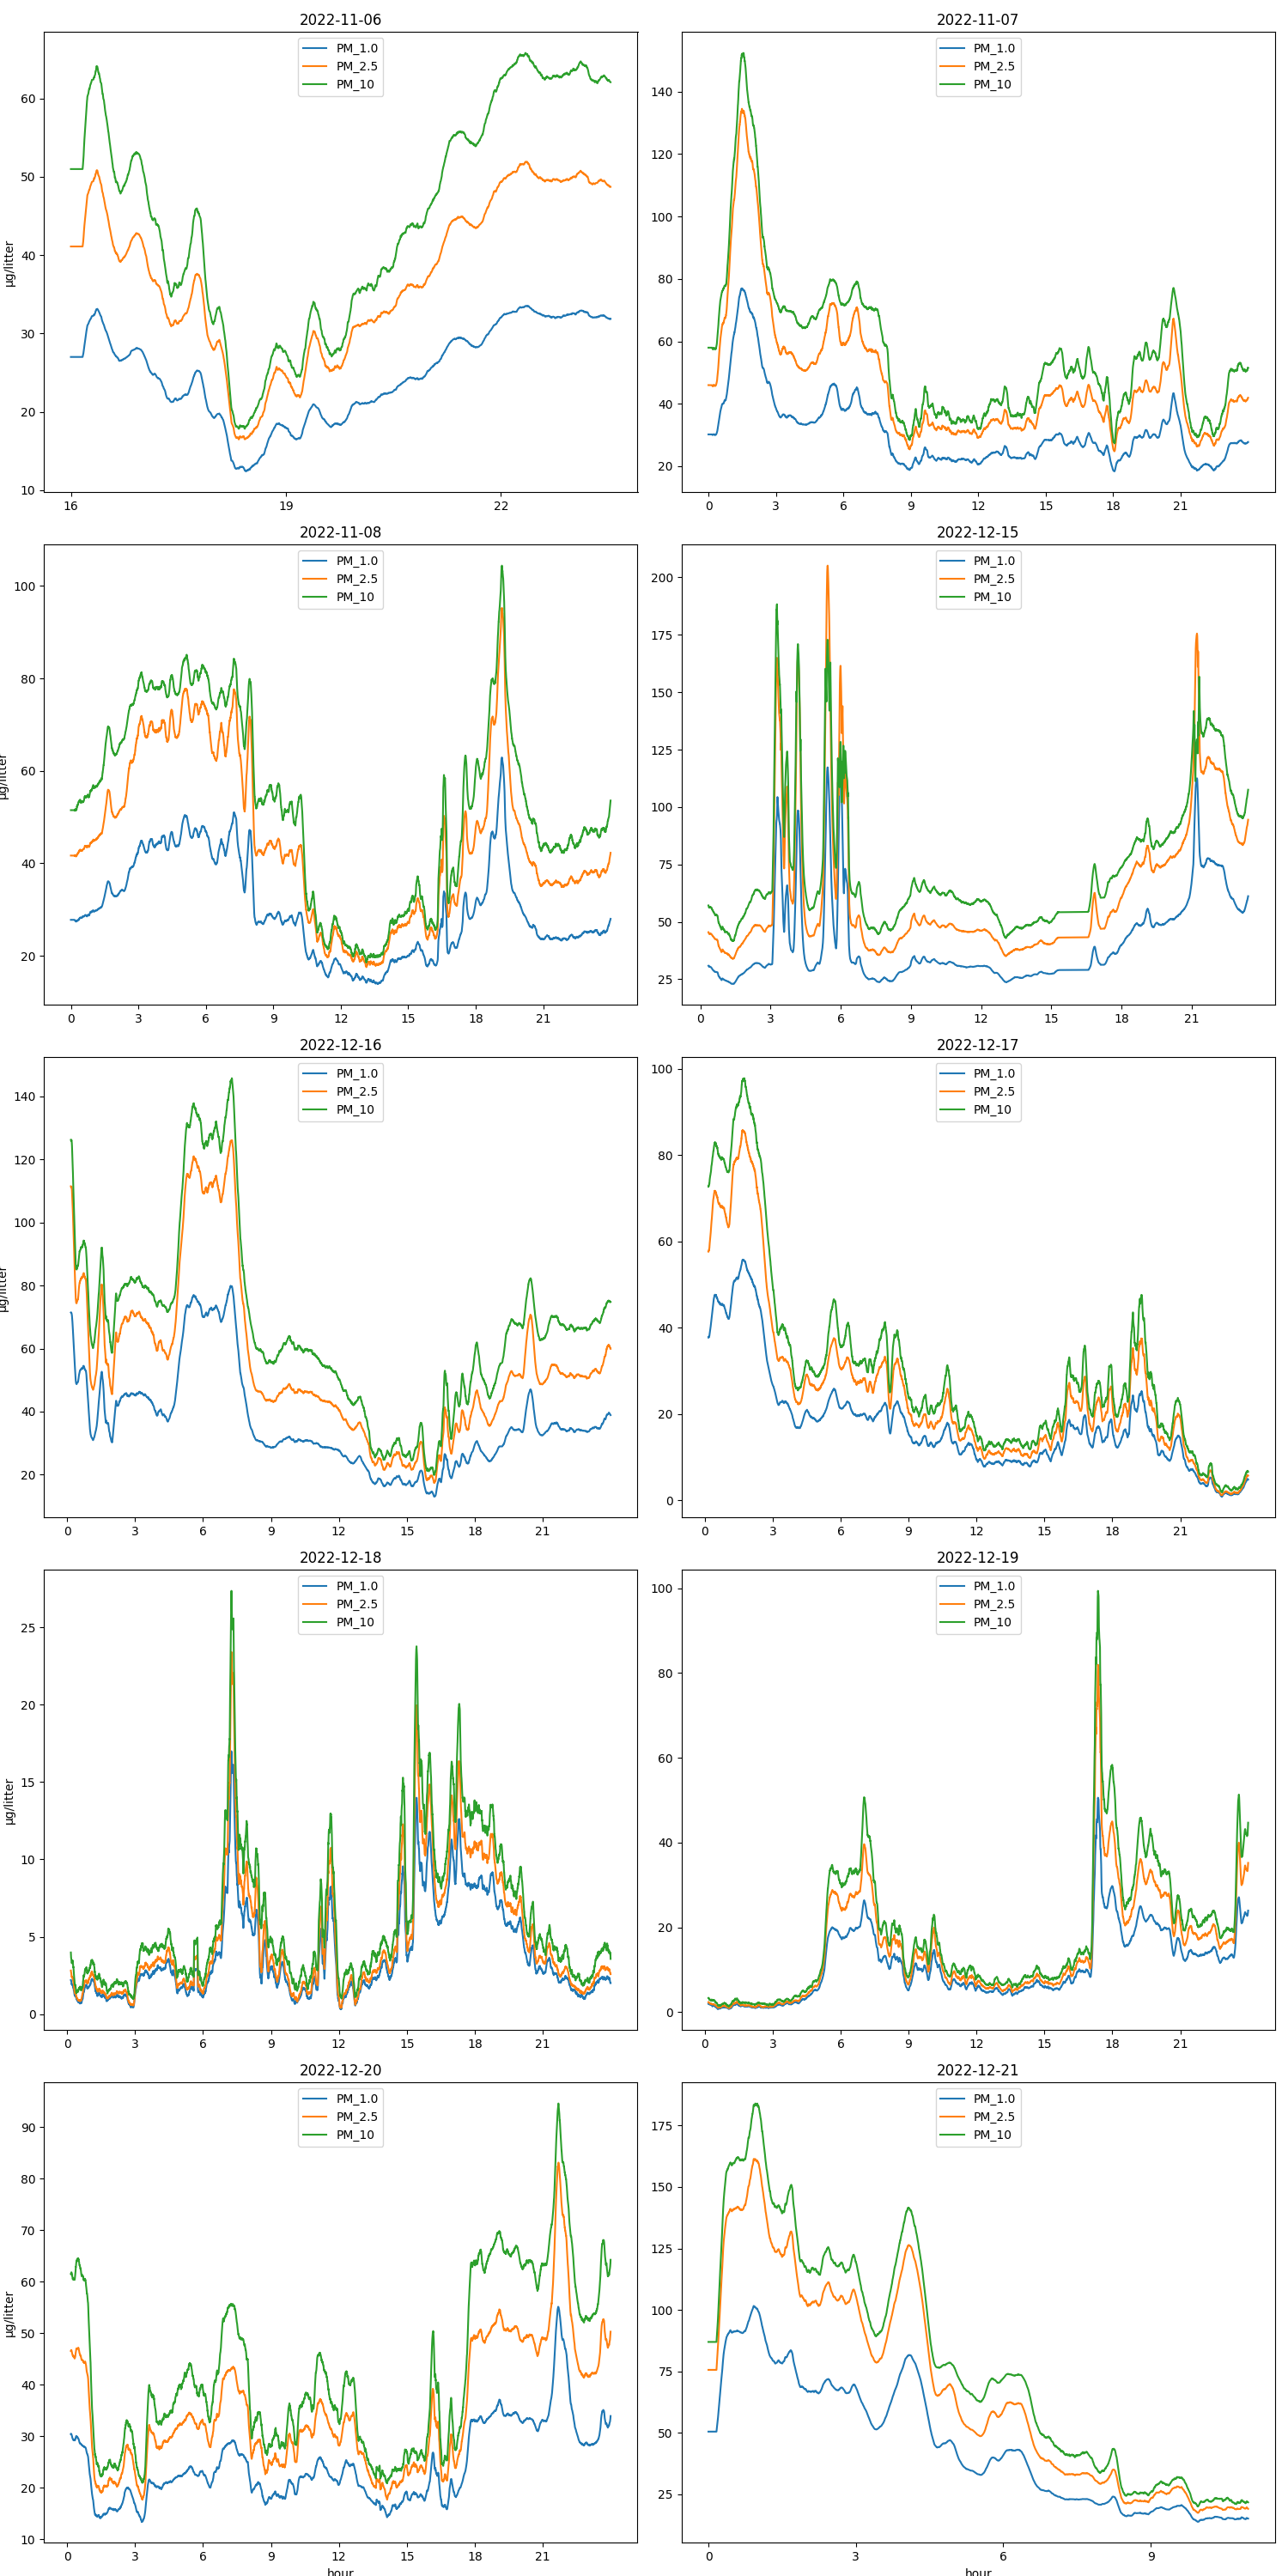 2022-11-06
PM_1.0
PM_2.5
PM_10
µg/litter
60
50
40
30
20
10
16 19 22
2022-11-07
PM_1.0
PM_2.5
PM_10
140
120
100
80
60
40
20
0 3 6 9 12 15 18 21
2022-11-08
PM_1.0
PM_2.5
PM_10
µg/litter
100
80
60
40
20
0 3 6 9 12 15 18 21
2022-12-15
PM_1.0
PM_2.5
PM_10
200
175
150
125
100
75
50
25
0 3 6 9 12 15 18 21
2022-12-16
PM_1.0
PM_2.5
PM_10
µg/litter
140
120
100
80
60
40
20
0 3 6 9 12 15 18 21
2022-12-17
PM_1.0
PM_2.5
PM_10
100
80
60
40
20
0
0 3 6 9 12 15 18 21
2022-12-18
PM_1.0
PM_2.5
PM_10
µg/litter
25
20
15
10
5
0
0 3 6 9 12 15 18 21
2022-12-19
PM_1.0
PM_2.5
PM_10
100
80
60
40
20
0
0 3 6 9 12 15 18 21
2022-12-20
PM_1.0
PM_2.5
PM_10
µg/litter
90
80
70
60
50
40
30
20
10
0 3 6 9 12 15 18 21
hour
2022-12-21
PM_1.0
PM_2.5
PM_10
175
150
125
100
75
50
25
0 3 6 9
hour